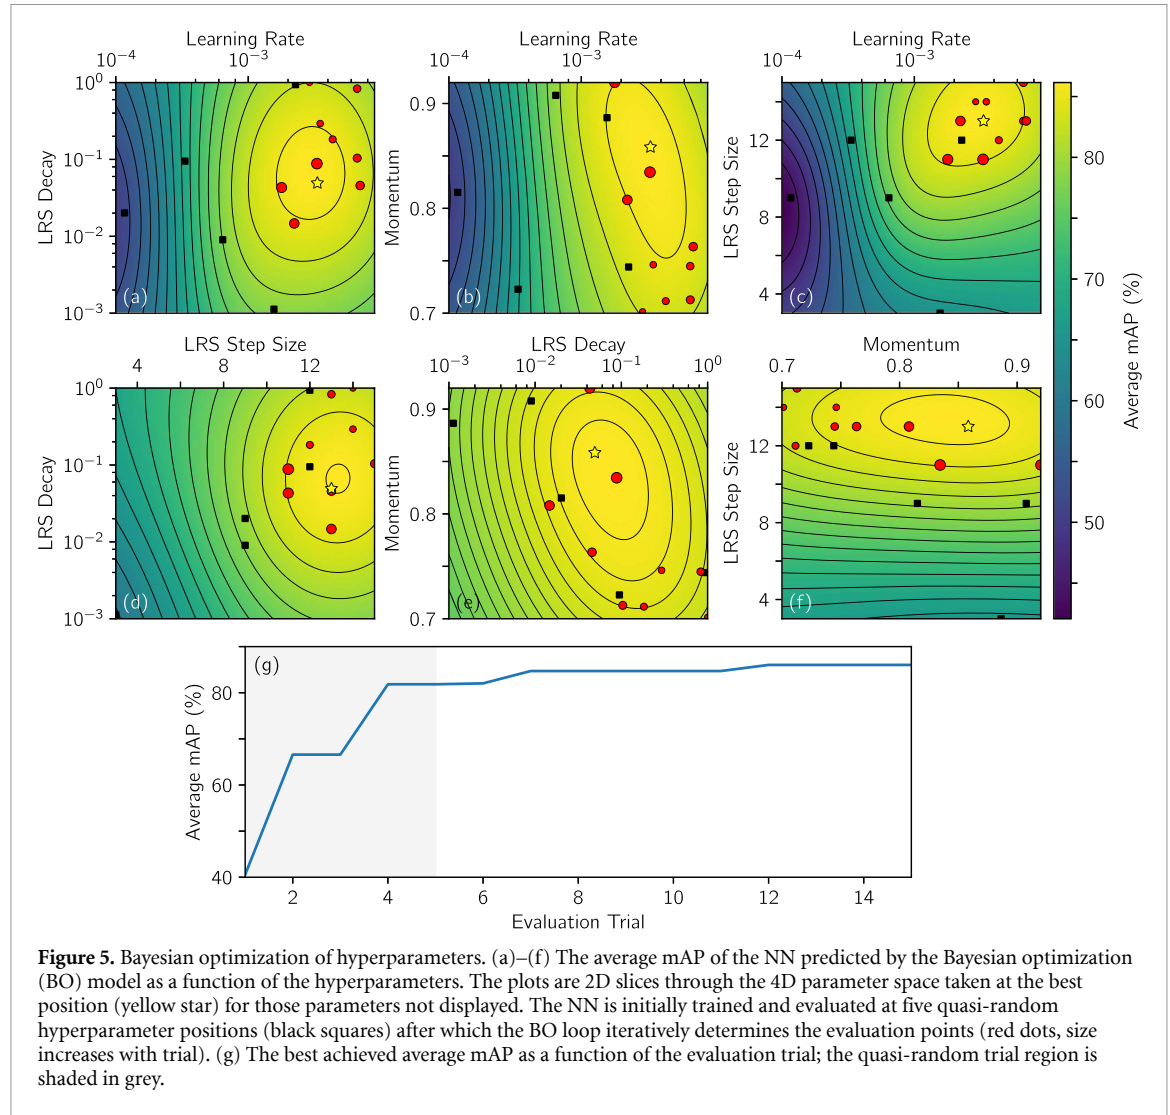 Learning Rate
10⁻⁴ 10⁻³
Learning Rate
10⁻⁴ 10⁻³
Learning Rate
10⁻⁴ 10⁻³
LRS Decay
10⁰
10⁻¹
10⁻²
10⁻³
(a)
Momentum
0.9
0.8
0.7
(b)
LRS Step Size
12
8
4
(c)
80
70
60
50
Average mAP (%)
LRS Step Size
4 8 12
LRS Decay
10⁻³ 10⁻² 10⁻¹ 10⁰
Momentum
0.7 0.8 0.9
LRS Decay
10⁰
10⁻¹
10⁻²
10⁻³
(d)
Momentum
0.9
0.8
0.7
(e)
LRS Step Size
12
8
4
(f)
(g)
Average mAP (%)
80
60
40
2 4 6 8 10 12 14
Evaluation Trial
Figure 5. Bayesian optimization of hyperparameters. (a)–(f) The average mAP of the NN predicted by the Bayesian optimization
(BO) model as a function of the hyperparameters. The plots are 2D slices through the 4D parameter space taken at the best
position (yellow star) for those parameters not displayed. The NN is initially trained and evaluated at five quasi-random
hyperparameter positions (black squares) after which the BO loop iteratively determines the evaluation points (red dots, size
increases with trial). (g) The best achieved average mAP as a function of the evaluation trial; the quasi-random trial region is
shaded in grey.